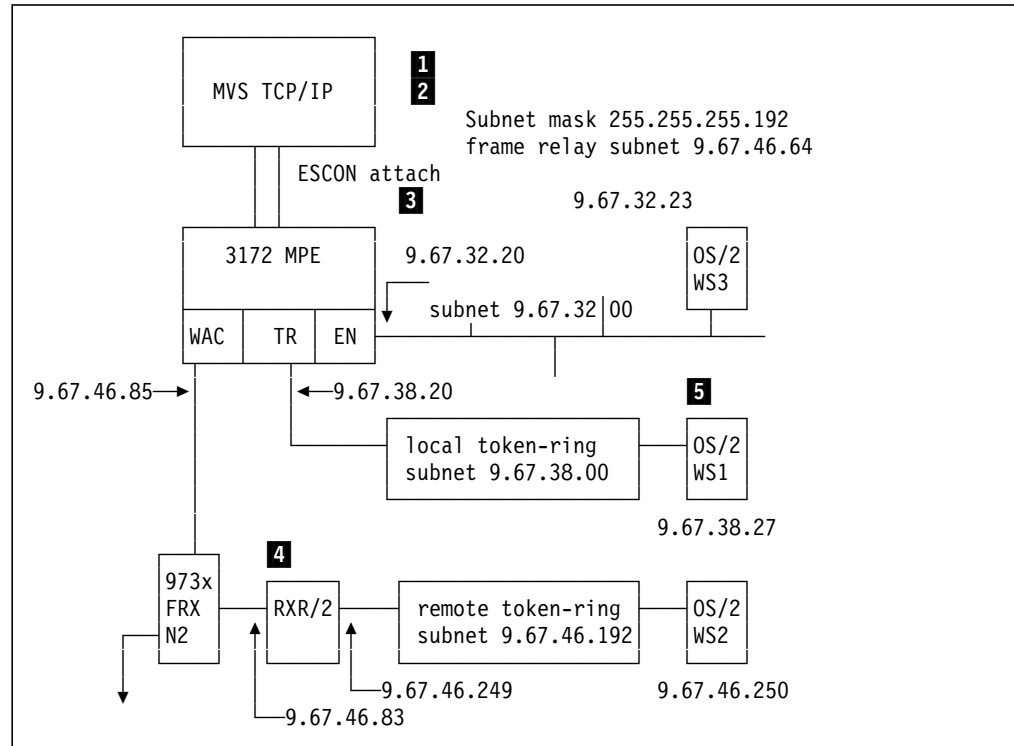 1
MVS TCP/IP
2
Subnet mask 255.255.255.192
frame relay subnet 9.67.46.64
ESCON attach
3
9.67.32.23
3172 MPE
9.67.32.20
OS/2
WS3
subnet 9.67.32 00
WAC
TR
EN
9.67.46.85
9.67.38.20
5
local token-ring
subnet 9.67.38.00
OS/2
WS1
9.67.38.27
4
973x
FRX
N2
RXR/2
remote token-ring
subnet 9.67.46.192
OS/2
WS2
9.67.46.249
9.67.46.250
9.67.46.83